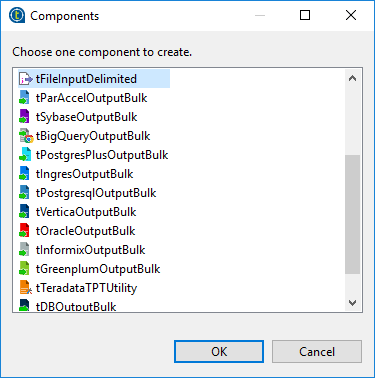 Components
Choose one component to create.
tFileInputDelimited
tParAccelOutputBulk
tSybaseOutputBulk
tBigQueryOutputBulk
tPostgresPlusOutputBulk
tIngresOutputBulk
tPostgresqlOutputBulk
tVerticaOutputBulk
tOracleOutputBulk
tInformixOutputBulk
tGreenplumOutputBulk
tTeradataTPTUtility
tDBOutputBulk
OK
Cancel